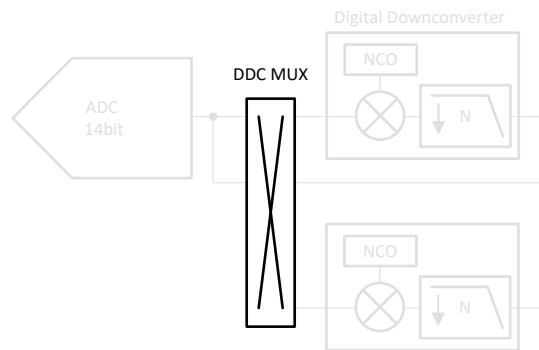 Digital Downconverter
NCO
DDC MUX
ADC
14bit
N
NCO
N